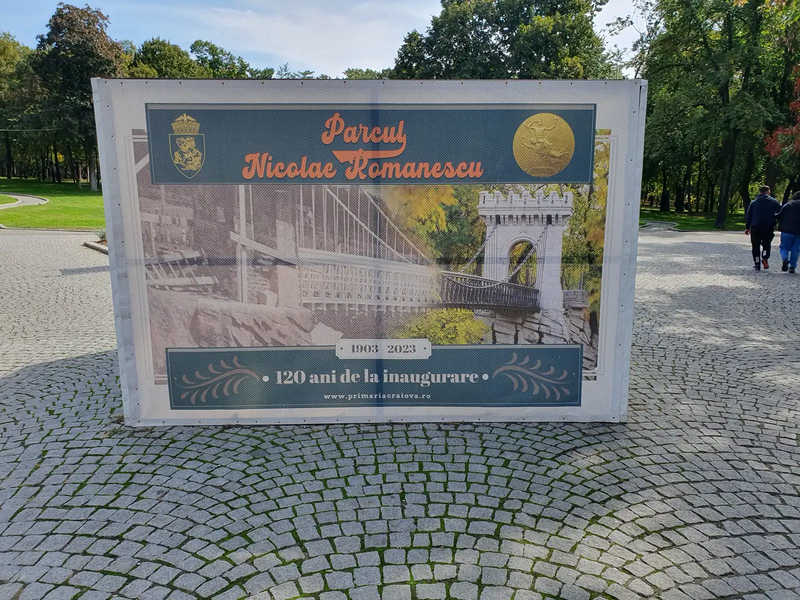 Parcul
Nicolae Romanescu
1903 - 2023
• 120 ani de la inaugurare •
www.primariacraiova.ro